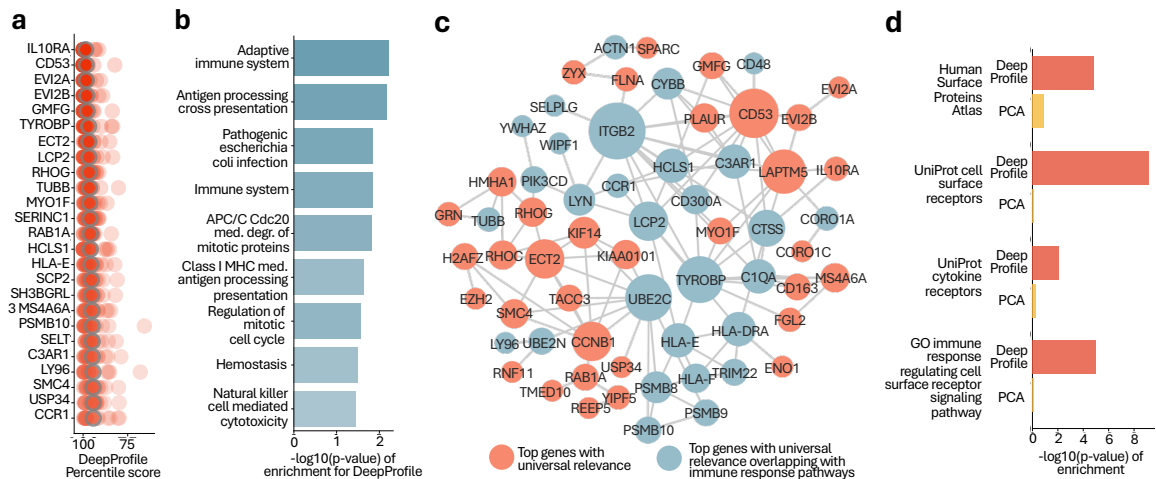 a
IL10RA
CD53
EVI2A
EVI2B
GMFG
TYROBP
ECT2
LCP2
RHOG
TUBB
MYO1F
SERINC1
RAB1A
HCLS1
HLA-E
SCP2
SH3BGRL
3 MS4A6A
PSMB10
SELT
C3AR1
LY96
SMC4
USP34
CCR1
100 75
DeepProfile
Percentile score
b
Adaptive
immune system
Antigen processing
cross presentation
Pathogenic
escherichia
coli infection
Immune system
APC/C Cdc20
med. degr. of
mitotic proteins
Class I MHC med.
antigen processing
presentation
Regulation of
mitotic
cell cycle
Hemostasis
Natural killer
cell mediated
cytotoxicity
0 1 2
-log10(p-value) of
enrichment for DeepProfile
c
ACTN1 SPARC
ZYX FLNA CYBB GMFG CD48
EVI2A
SELPLG
YWHAZ ITGB2 PLAUR CD53 EVI2B
WIPF1
HCLS1 C3AR1 LAPTM5 IL10RA
HMHA1 PIK3CD CCR1
LYN CD300A
GRN TUBB RHOG LCP2 CORO1A
KIF14 MYO1F CTSS
H2AFZ RHOC ECT2 KIAA0101 CORO1C
TYROBP C1QA MS4A6A
CD163
EZH2 TACC3 UBE2C
SMC4 FGL2
HLA-DRA
LY96 UBE2N CCNB1 HLA-E
RNF11 USP34 TRIM22 ENO1
RAB1A HLA-F
TMED10 YIPF5 PSMB8
REEP5 PSMB9
PSMB10
Top genes with
universal relevance
Top genes with universal
relevance overlapping with
immune response pathways
d
Human
Surface
Proteins
Atlas
Deep
Profile
PCA
UniProt cell
surface
receptors
Deep
Profile
PCA
UniProt
cytokine
receptors
Deep
Profile
PCA
GO immune
response
regulating cell
surface receptor
signaling
pathway
Deep
Profile
PCA
0 2 4 6 8
-log10(p-value) of
enrichment